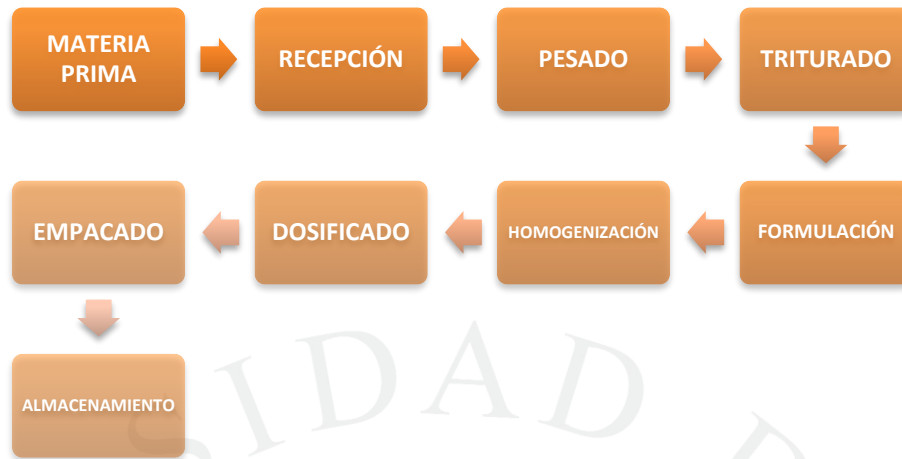 MATERIA
PRIMA
RECEPCIÓN
PESADO
TRITURADO
FORMULACIÓN
HOMOGENIZACIÓN
DOSIFICADO
EMPACADO
ALMACENAMIENTO
SIDAD D